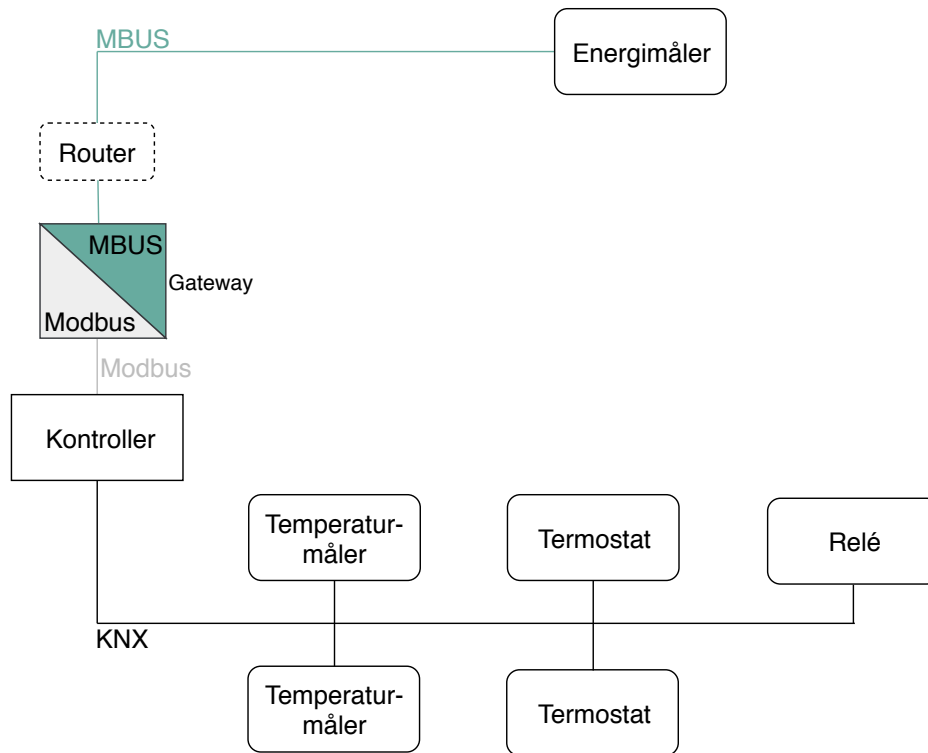 MBUS
Energimåler
Router
MBUS
Gateway
Modbus
Modbus
Kontroller
Temperatur-
måler
Termostat
Relé
KNX
Temperatur-
måler
Termostat